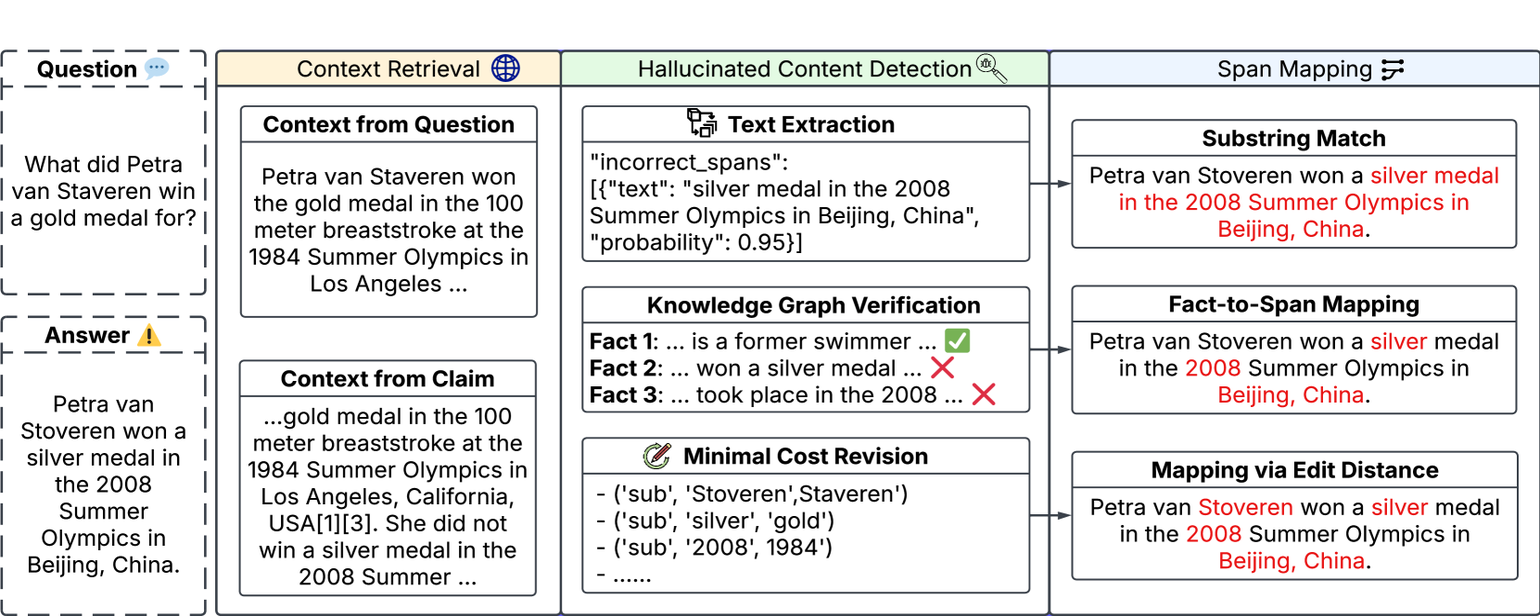 Question
What did Petra
van Staveren win
a gold medal for?
Answer
Petra van
Stoveren won a
silver medal in
the 2008
Summer
Olympics in
Beijing, China.
Context Retrieval
Context from Question
Petra van Staveren won
the gold medal in the 100
meter breaststroke at the
1984 Summer Olympics in
Los Angeles ...
Context from Claim
...gold medal in the 100
meter breaststroke at the
1984 Summer Olympics in
Los Angeles, California,
USA[1][3]. She did not
win a silver medal in the
2008 Summer ...
Hallucinated Content Detection
Text Extraction
"incorrect_spans":
[{"text": "silver medal in the 2008
Summer Olympics in Beijing, China",
"probability": 0.95}]
Knowledge Graph Verification
Fact 1: ... is a former swimmer ...
Fact 2: ... won a silver medal ...
Fact 3: ... took place in the 2008 ...
Minimal Cost Revision
- ('sub', 'Stoveren',Staveren')
- ('sub', 'silver', 'gold')
- ('sub', '2008', 1984')
- ......
Span Mapping
Substring Match
Petra van Stoveren won a silver medal
in the 2008 Summer Olympics in
Beijing, China.
Fact-to-Span Mapping
Petra van Stoveren won a silver medal
in the 2008 Summer Olympics in
Beijing, China.
Mapping via Edit Distance
Petra van Stoveren won a silver medal
in the 2008 Summer Olympics in
Beijing, China.